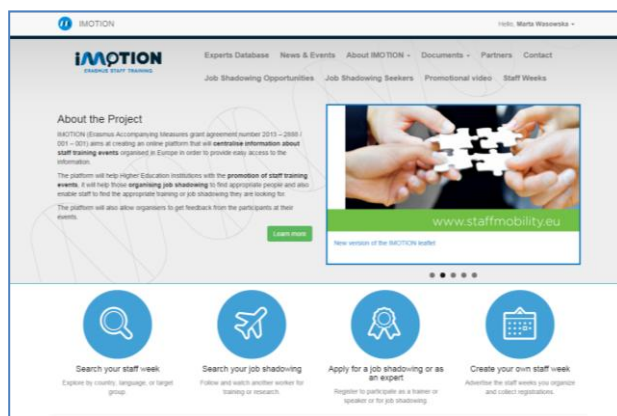 IMOTION
Hello, Marta Wasowska
iMOTION
ERASMUS STAFF TRAINING
Experts Database News & Events About IMOTION Documents Partners Contact
Job Shadowing Opportunities Job Shadowing Seekers Promotional video Staff Weeks
About the Project
IMOTION (Erasmus Accompanying Measures grant agreement number 2013 – 2698 /
001 – 001) aims at creating an online platform that will centralise information about
staff training events organised in Europe in order to provide easy access to the
information.
The platform will help Higher Education Institutions with the promotion of staff training
events, it will help those organising job shadowing to find appropriate people and also
enable staff to find the appropriate training or job shadowing they are looking for.
The platform will also allow organisers to get feedback from the participants at their
events.
Learn more
www.staffmobility.eu
New version of the IMOTION leaflet
Search your staff week
Explore by country, language, or target
group.
Search your job shadowing
Follow and watch another worker for
training or research.
Apply for a job shadowing or as
an expert
Register to participate as a trainer or
speaker or for job shadowing.
Create your own staff week
Advertise the staff weeks you organize
and collect registrations.